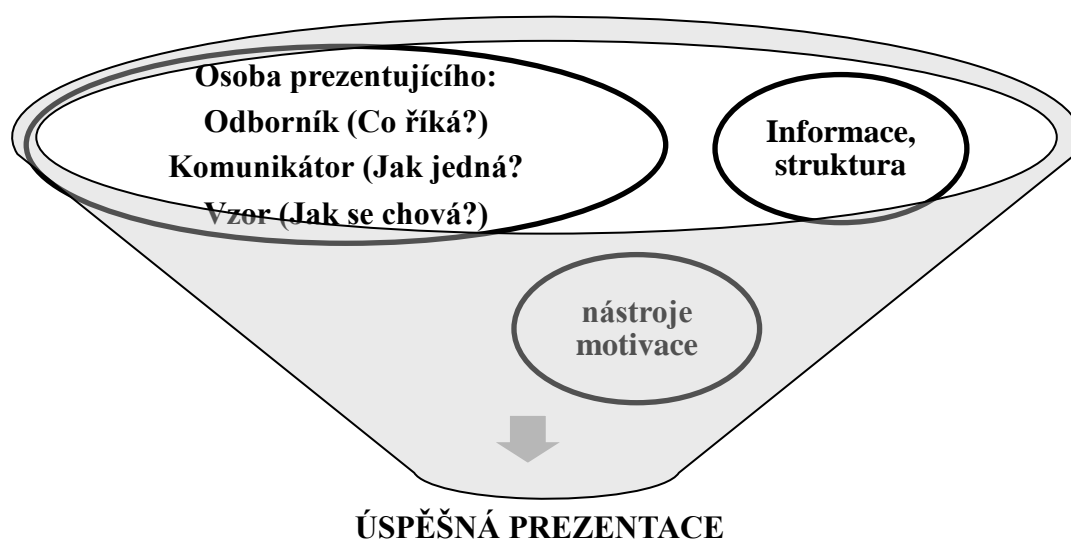 Osoba prezentujícího:
Odborník (Co říká?)
Komunikátor (Jak jedná?
Vzor (Jak se chová?)
Informace,
struktura
nástroje
motivace
ÚSPĚŠNÁ PREZENTACE